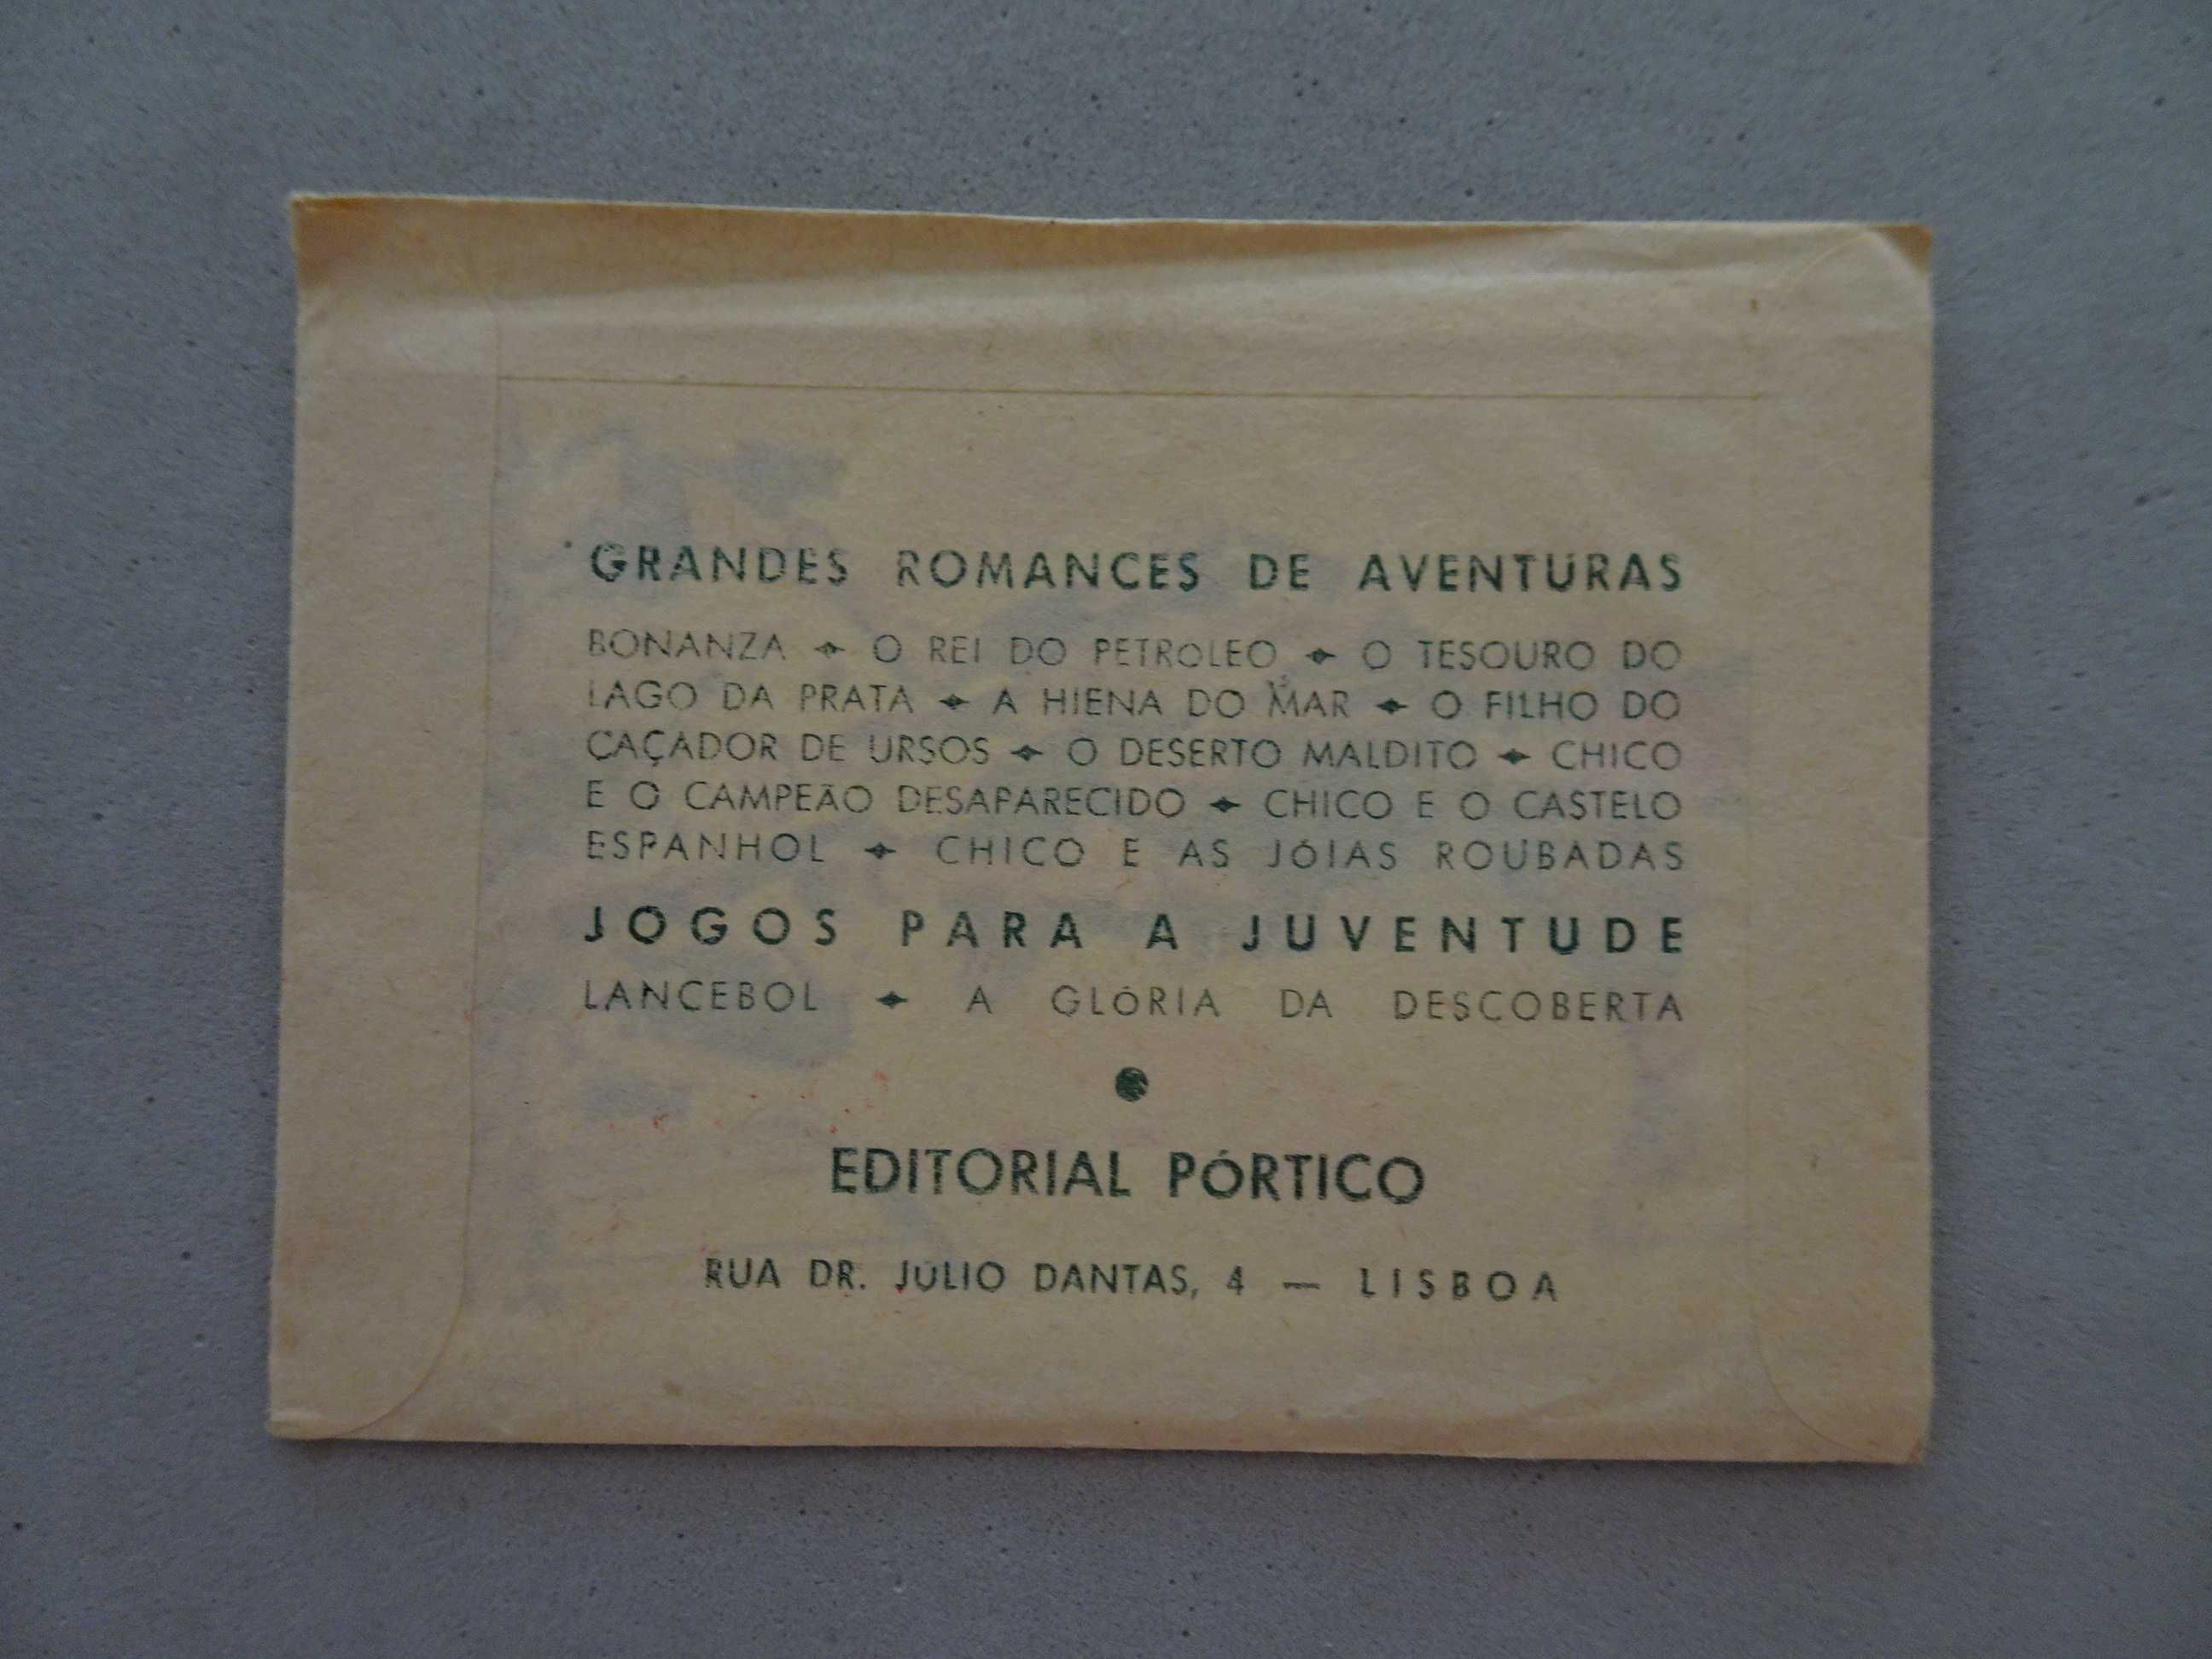 GRANDES ROMANCES DE AVENTURAS
BONANZA ✦ O REI DO PETROLEO ✦ O TESOURO DO
LAGO DA PRATA ✦ A HIENA DO MAR ✦ O FILHO DO
CAÇADOR DE URSOS ✦ O DESERTO MALDITO ✦ CHICO
E O CAMPEÃO DESAPARECIDO ✦ CHICO E O CASTELO
ESPANHOL ✦ CHICO E AS JÓIAS ROUBADAS
JOGOS PARA A JUVENTUDE
LANCEBOL ✦ A GLÓRIA DA DESCOBERTA
●
EDITORIAL PÓRTICO
RUA DR. JÚLIO DANTAS, 4 — LISBOA